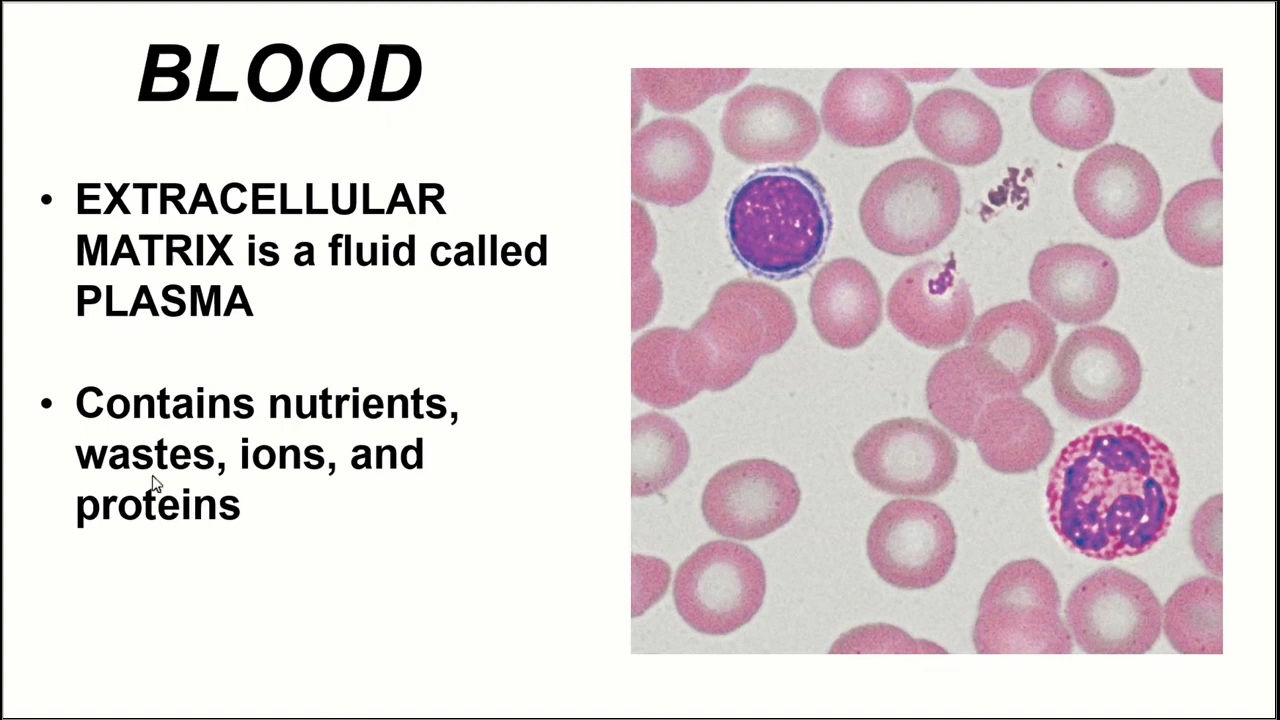 BLOOD
• EXTRACELLULAR
MATRIX is a fluid called
PLASMA
• Contains nutrients,
wastes, ions, and
proteins